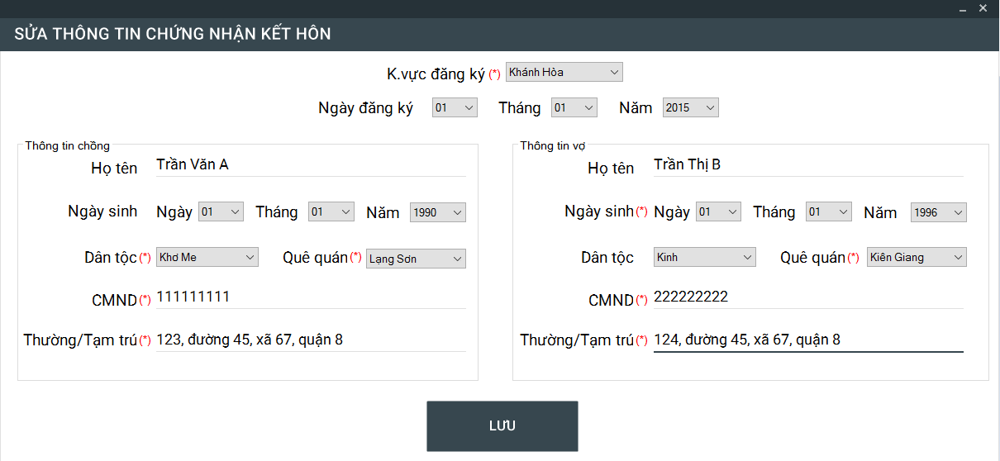 SỬA THÔNG TIN CHỨNG NHẬN KẾT HÔN
K.vực đăng ký (*) Khánh Hòa
Ngày đăng ký 01 Tháng 01 Năm 2015
Thông tin chồng
Họ tên Trần Văn A
Ngày sinh Ngày 01 Tháng 01 Năm 1990
Dân tộc (*) Khơ Me Quê quán (*) Lạng Sơn
CMND (*) 111111111
Thường/Tạm trú (*) 123, đường 45, xã 67, quận 8
Thông tin vợ
Họ tên Trần Thị B
Ngày sinh (*) Ngày 01 Tháng 01 Năm 1996
Dân tộc Kinh Quê quán (*) Kiên Giang
CMND (*) 222222222
Thường/Tạm trú (*) 124, đường 45, xã 67, quận 8
LƯU